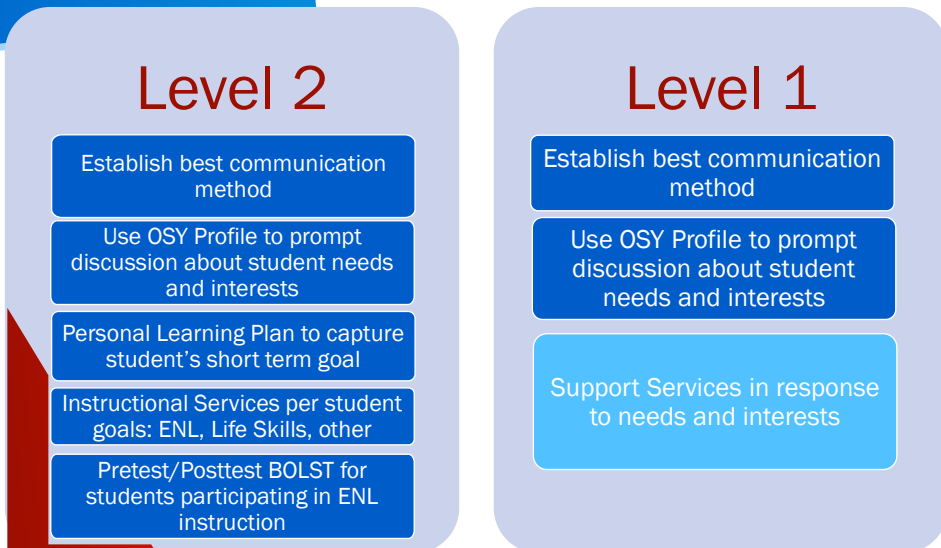 Level 2
Establish best communication
method
Use OSY Profile to prompt
discussion about student needs
and interests
Personal Learning Plan to capture
student’s short term goal
Instructional Services per student
goals: ENL, Life Skills, other
Pretest/Posttest BOLST for
students participating in ENL
instruction
Level 1
Establish best communication
method
Use OSY Profile to prompt
discussion about student
needs and interests
Support Services in response
to needs and interests